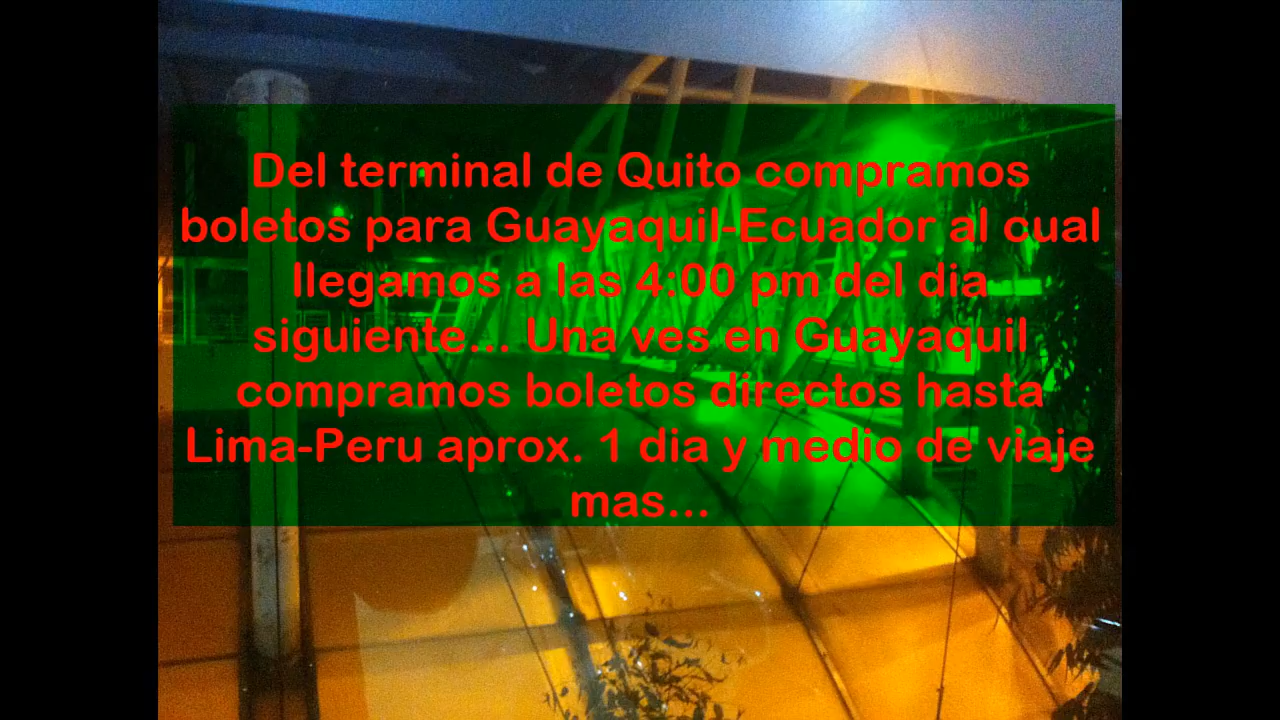 Del terminal de Quito compramos
boletos para Guayaquil-Ecuador al cual
llegamos a las 4:00 pm del dia
siguiente... Una ves en Guayaquil
compramos boletos directos hasta
Lima-Peru aprox. 1 dia y medio de viaje
mas...